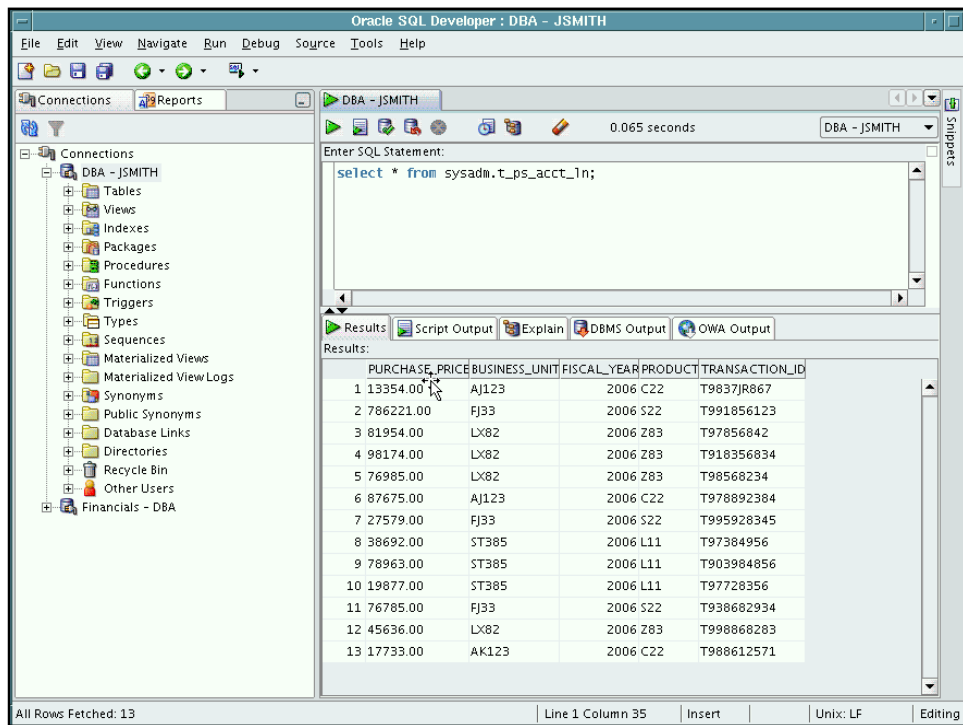 Oracle SQL Developer : DBA - JSMITH
File Edit View Navigate Run Debug Source Tools Help
Connections Reports
DBA - JSMITH
0.065 seconds DBA - JSMITH
Snippets
Connections
DBA - JSMITH
Tables
Views
Indexes
Packages
Procedures
Functions
Triggers
Types
Sequences
Materialized Views
Materialized View Logs
Synonyms
Public Synonyms
Database Links
Directories
Recycle Bin
Other Users
Financials - DBA
Enter SQL Statement:
select * from sysadm.t_ps_acct_ln;
Results Script Output Explain DBMS Output OWA Output
Results:
PURCHASE_PRICE BUSINESS_UNIT FISCAL_YEAR PRODUCT TRANSACTION_ID
1 13354.00 AJ123 2006 C22 T9837JR867
2 786221.00 FJ33 2006 S22 T991856123
3 81954.00 LX82 2006 Z83 T97856842
4 98174.00 LX82 2006 Z83 T918356834
5 76985.00 LX82 2006 Z83 T98568234
6 87675.00 AJ123 2006 C22 T978892384
7 27579.00 FJ33 2006 S22 T995928345
8 38692.00 ST385 2006 L11 T97384956
9 78963.00 ST385 2006 L11 T903984856
10 19877.00 ST385 2006 L11 T97728356
11 76785.00 FJ33 2006 S22 T938682934
12 45636.00 LX82 2006 Z83 T998868283
13 17733.00 AK123 2006 C22 T988612571
All Rows Fetched: 13 Line 1 Column 35 Insert Unix: LF Editing